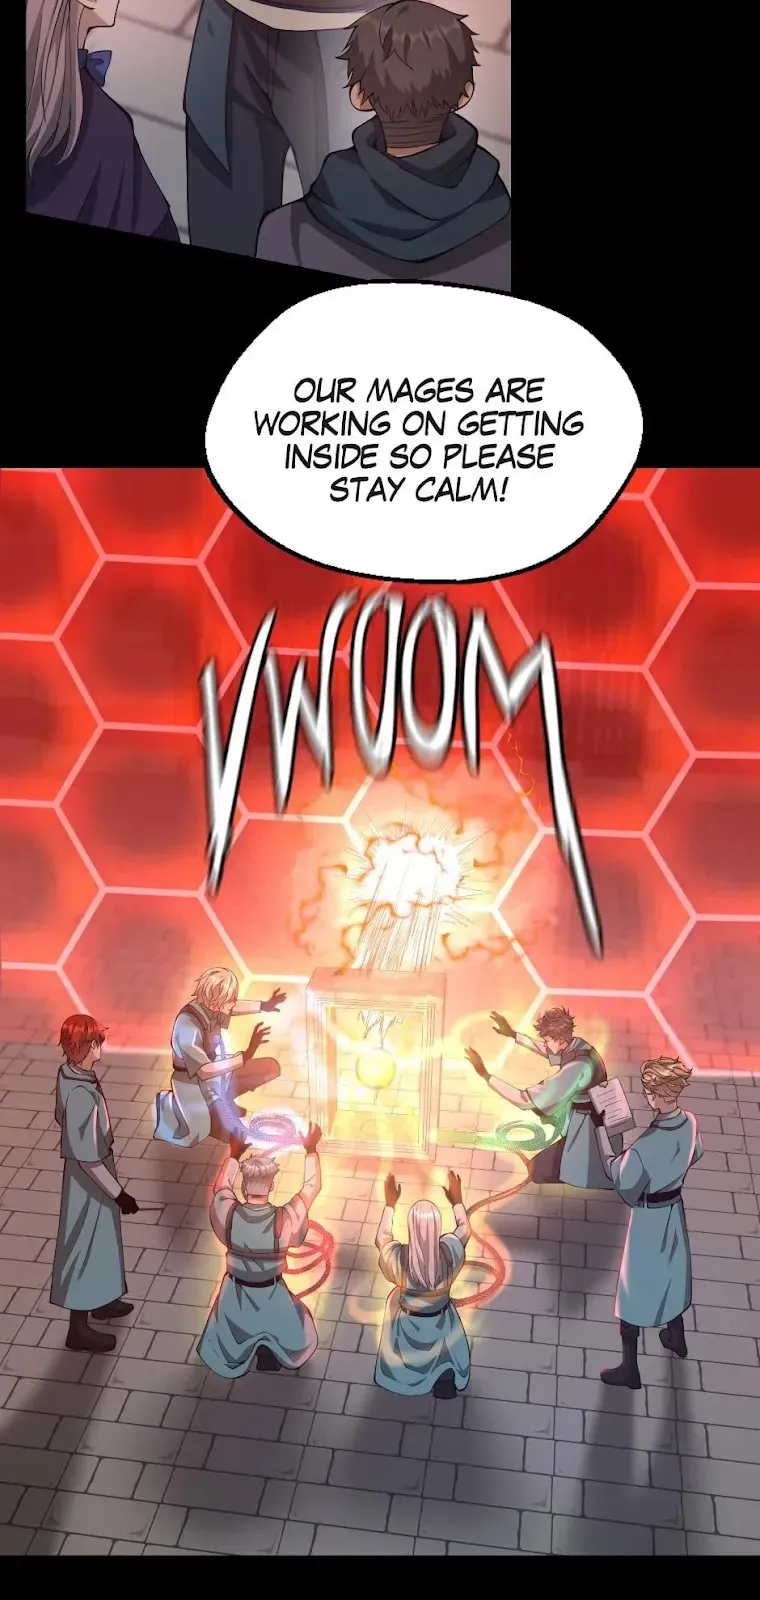 OUR MAGES ARE
WORKING ON GETTING
INSIDE SO PLEASE
STAY CALM!
VWOOM